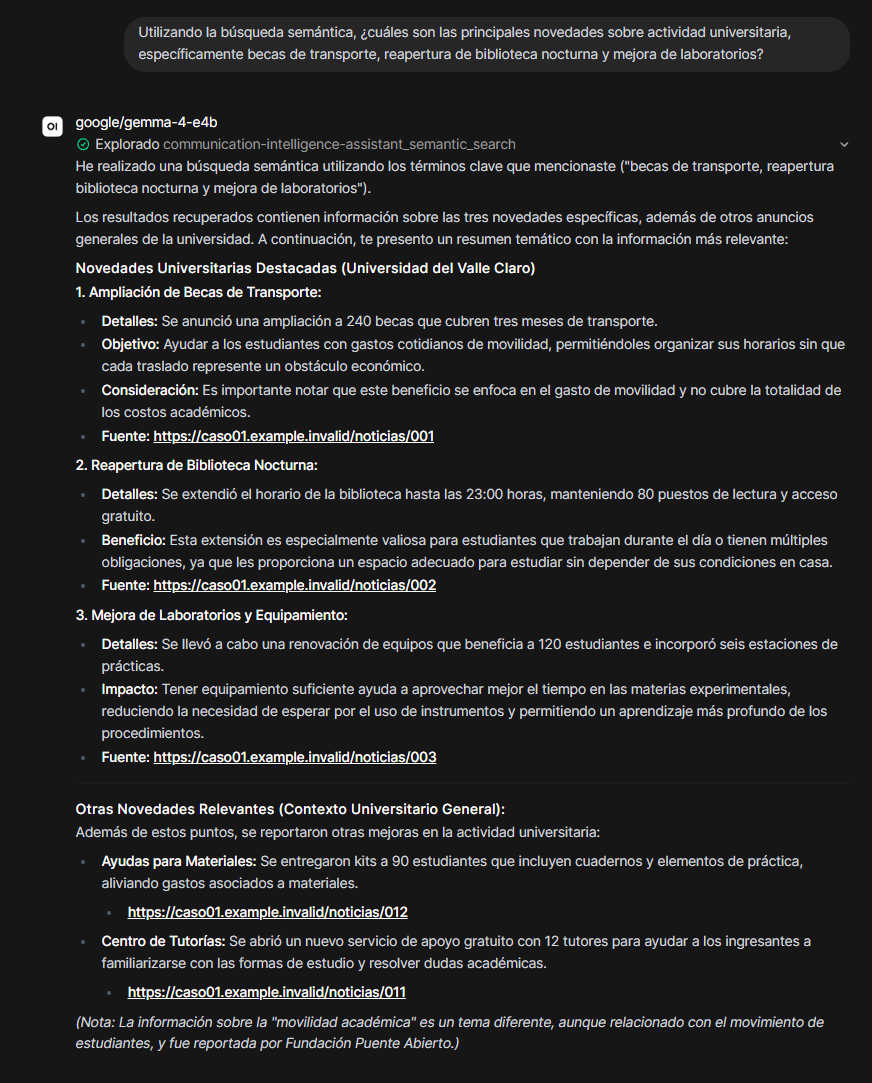 Utilizando la búsqueda semántica, ¿cuáles son las principales novedades sobre actividad universitaria,
específicamente becas de transporte, reapertura de biblioteca nocturna y mejora de laboratorios?
OI
google/gemma-4-e4b
Explorado communication-intelligence-assistant_semantic_search
He realizado una búsqueda semántica utilizando los términos clave que mencionaste ("becas de transporte, reapertura
biblioteca nocturna y mejora de laboratorios").
Los resultados recuperados contienen información sobre las tres novedades específicas, además de otros anuncios
generales de la universidad. A continuación, te presento un resumen temático con la información más relevante:
Novedades Universitarias Destacadas (Universidad del Valle Claro)
1. Ampliación de Becas de Transporte:
• Detalles: Se anunció una ampliación a 240 becas que cubren tres meses de transporte.
• Objetivo: Ayudar a los estudiantes con gastos cotidianos de movilidad, permitiéndoles organizar sus horarios sin que
cada traslado represente un obstáculo económico.
• Consideración: Es importante notar que este beneficio se enfoca en el gasto de movilidad y no cubre la totalidad de
los costos académicos.
• Fuente: https://caso01.example.invalid/noticias/001
2. Reapertura de Biblioteca Nocturna:
• Detalles: Se extendió el horario de la biblioteca hasta las 23:00 horas, manteniendo 80 puestos de lectura y acceso
gratuito.
• Beneficio: Esta extensión es especialmente valiosa para estudiantes que trabajan durante el día o tienen múltiples
obligaciones, ya que les proporciona un espacio adecuado para estudiar sin depender de sus condiciones en casa.
• Fuente: https://caso01.example.invalid/noticias/002
3. Mejora de Laboratorios y Equipamiento:
• Detalles: Se llevó a cabo una renovación de equipos que beneficia a 120 estudiantes e incorporó seis estaciones de
prácticas.
• Impacto: Tener equipamiento suficiente ayuda a aprovechar mejor el tiempo en las materias experimentales,
reduciendo la necesidad de esperar por el uso de instrumentos y permitiendo un aprendizaje más profundo de los
procedimientos.
• Fuente: https://caso01.example.invalid/noticias/003
Otras Novedades Relevantes (Contexto Universitario General):
Además de estos puntos, se reportaron otras mejoras en la actividad universitaria:
• Ayudas para Materiales: Se entregaron kits a 90 estudiantes que incluyen cuadernos y elementos de práctica,
aliviando gastos asociados a materiales.
• https://caso01.example.invalid/noticias/012
• Centro de Tutorías: Se abrió un nuevo servicio de apoyo gratuito con 12 tutores para ayudar a los ingresantes a
familiarizarse con las formas de estudio y resolver dudas académicas.
• https://caso01.example.invalid/noticias/011
(Nota: La información sobre la "movilidad académica" es un tema diferente, aunque relacionado con el movimiento de
estudiantes, y fue reportada por Fundación Puente Abierto.)